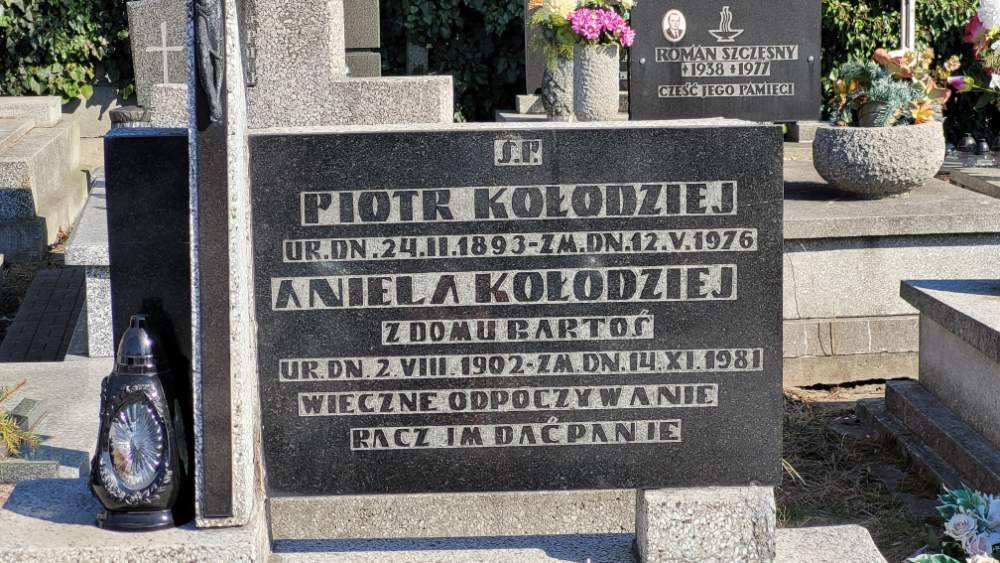 ROMAN SZCZĘSNY
+1938 +1977
CZEŚĆ JEGO PAMIĘCI
Ś.P.
PIOTR KOŁODZIEJ
UR.DN.24.II.1893-ZM.DN.12.V.1976
ANIELA KOŁODZIEJ
Z DOMU BARTOŚ
UR.DN.2.VIII.1902-ZM.DN.14.XI.1981
WIECZNE ODPOCZYWANIE
RACZ IM DAĆ PANIE